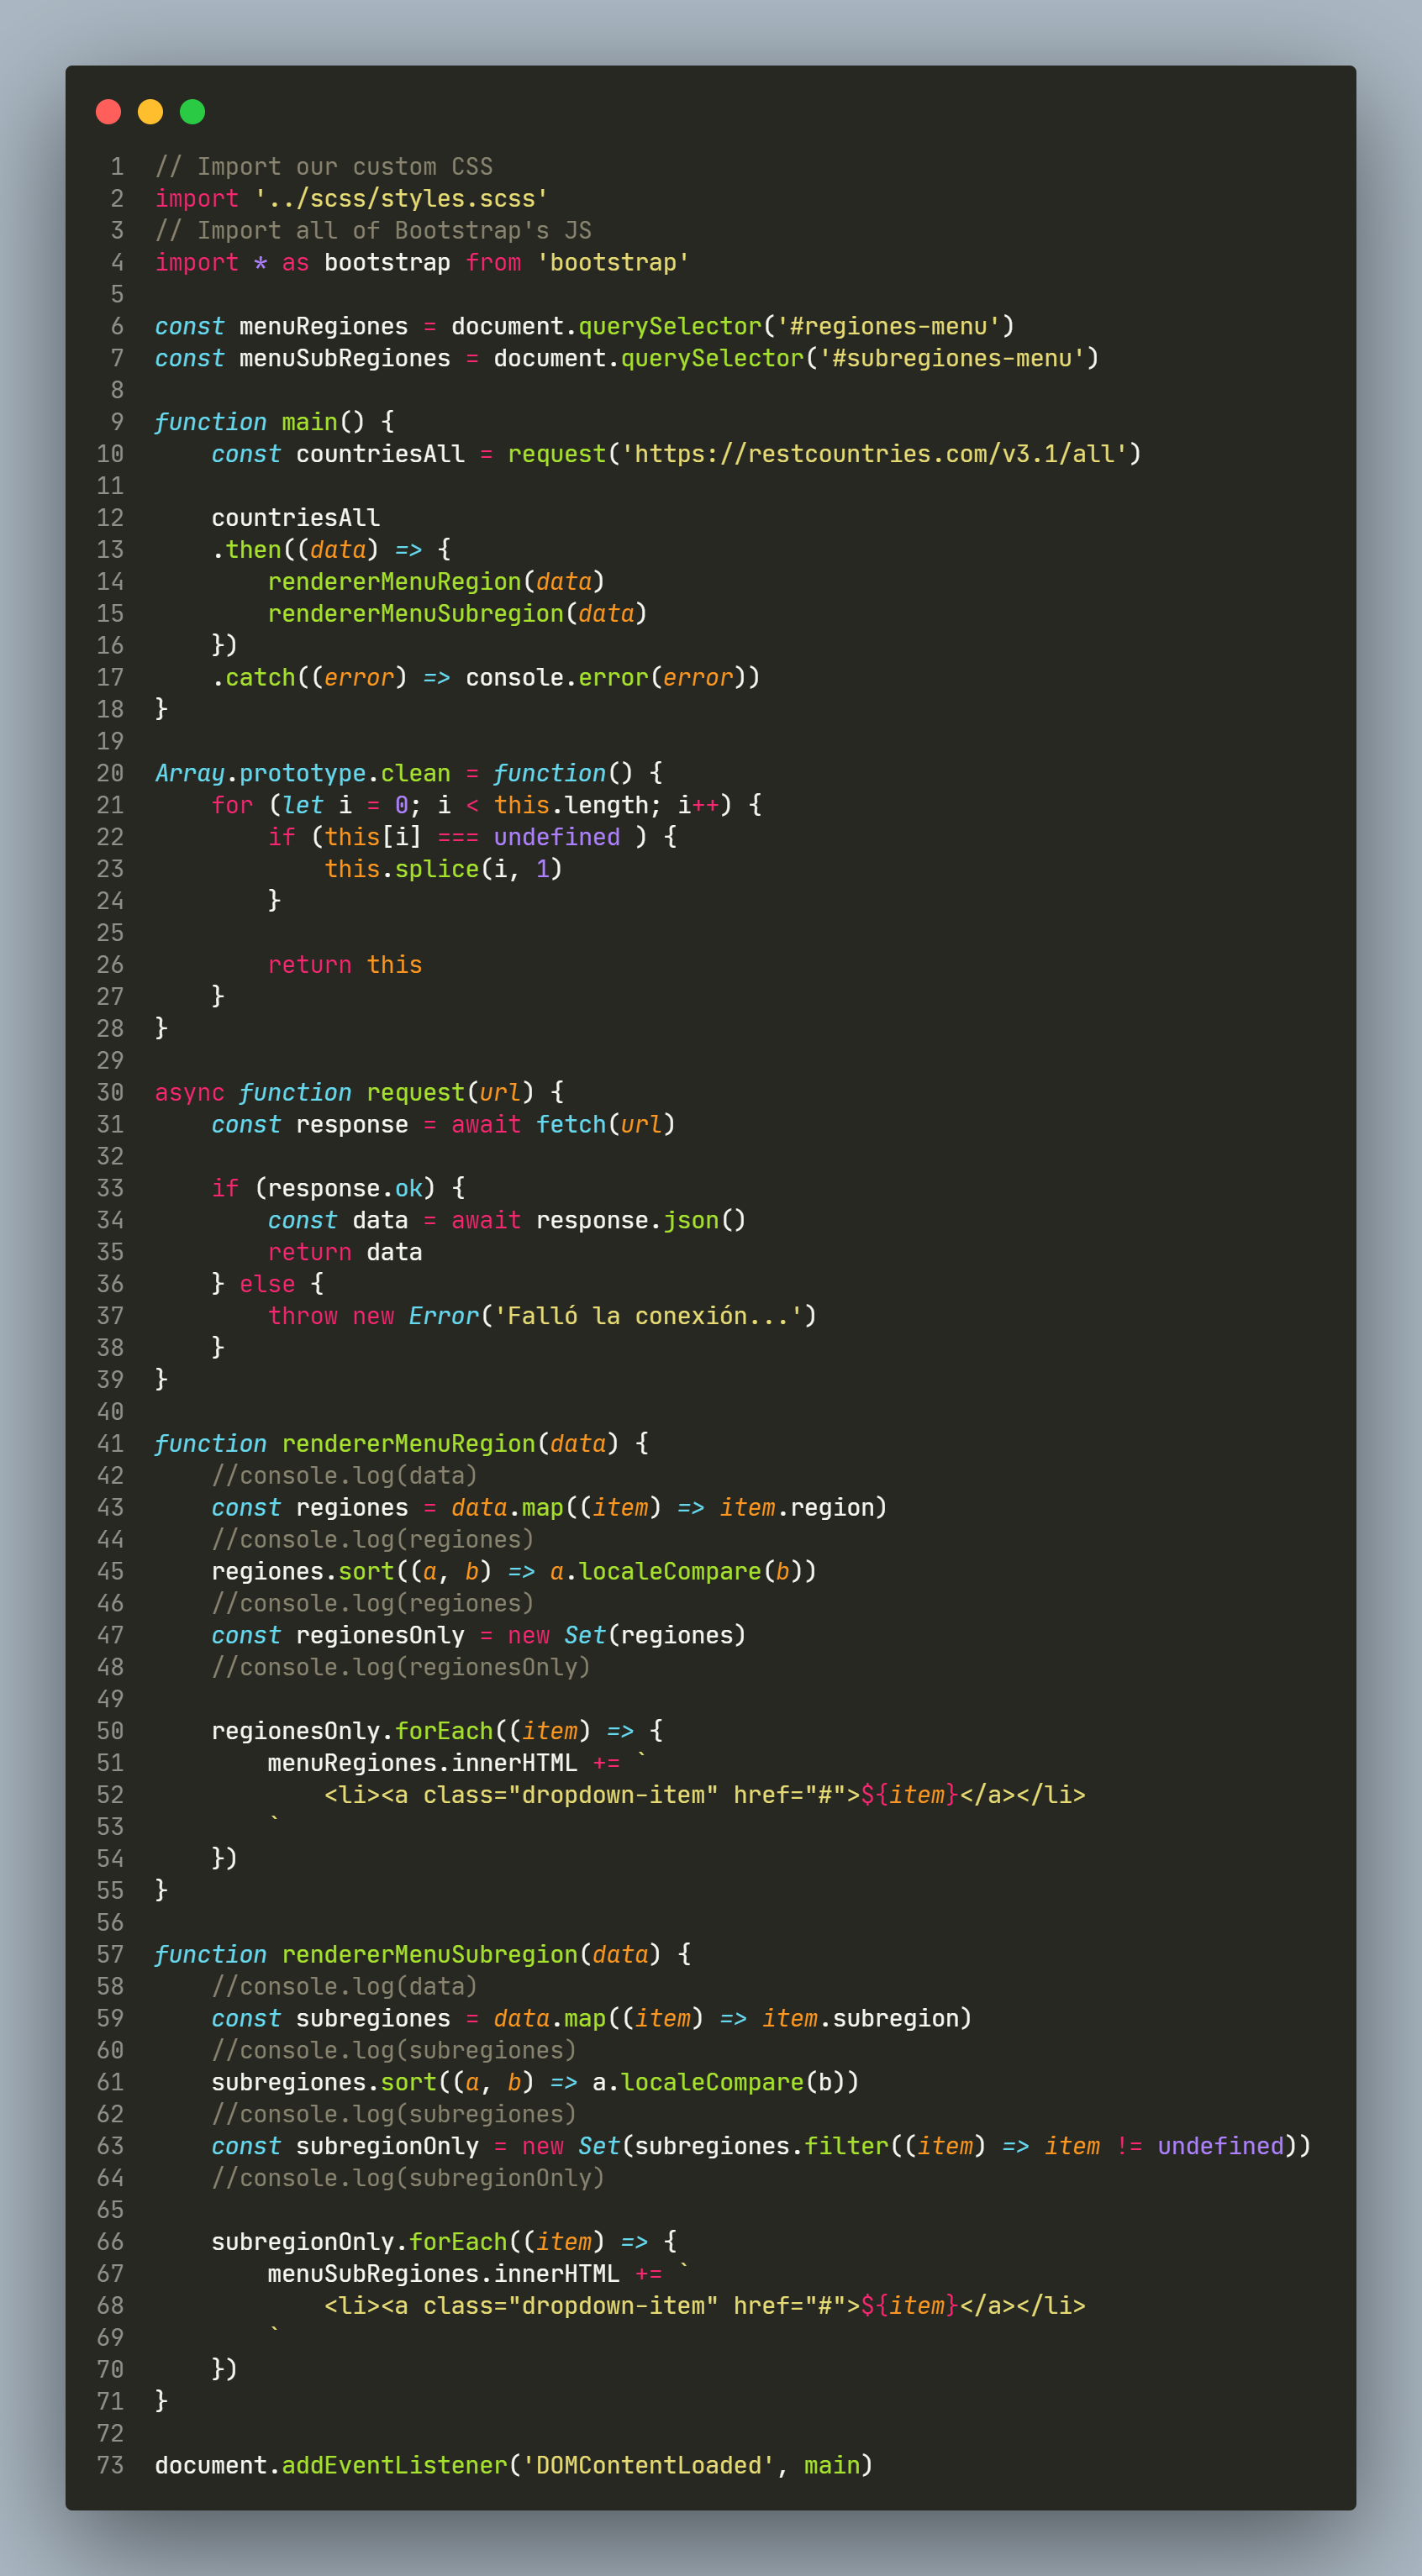 1 // Import our custom CSS
2 import '../scss/styles.scss'
3 // Import all of Bootstrap's JS
4 import * as bootstrap from 'bootstrap'
5
6 const menuRegiones = document.querySelector('#regiones-menu')
7 const menuSubRegiones = document.querySelector('#subregiones-menu')
8
9 function main() {
10     const countriesAll = request('https://restcountries.com/v3.1/all')
11
12     countriesAll
13     .then((data) => {
14         rendererMenuRegion(data)
15         rendererMenuSubregion(data)
16     })
17     .catch((error) => console.error(error))
18 }
19
20 Array.prototype.clean = function() {
21     for (let i = 0; i < this.length; i++) {
22         if (this[i] === undefined ) {
23             this.splice(i, 1)
24         }
25
26         return this
27     }
28 }
29
30 async function request(url) {
31     const response = await fetch(url)
32
33     if (response.ok) {
34         const data = await response.json()
35         return data
36     } else {
37         throw new Error('Falló la conexión...')
38     }
39 }
40
41 function rendererMenuRegion(data) {
42     //console.log(data)
43     const regiones = data.map((item) => item.region)
44     //console.log(regiones)
45     regiones.sort((a, b) => a.localeCompare(b))
46     //console.log(regiones)
47     const regionesOnly = new Set(regiones)
48     //console.log(regionesOnly)
49
50     regionesOnly.forEach((item) => {
51         menuRegiones.innerHTML += `
52             <li><a class="dropdown-item" href="#">${item}</a></li>
53         `
54     })
55 }
56
57 function rendererMenuSubregion(data) {
58     //console.log(data)
59     const subregiones = data.map((item) => item.subregion)
60     //console.log(subregiones)
61     subregiones.sort((a, b) => a.localeCompare(b))
62     //console.log(subregiones)
63     const subregionOnly = new Set(subregiones.filter((item) => item != undefined))
64     //console.log(subregionOnly)
65
66     subregionOnly.forEach((item) => {
67         menuSubRegiones.innerHTML += `
68             <li><a class="dropdown-item" href="#">${item}</a></li>
69         `
70     })
71 }
72
73 document.addEventListener('DOMContentLoaded', main)